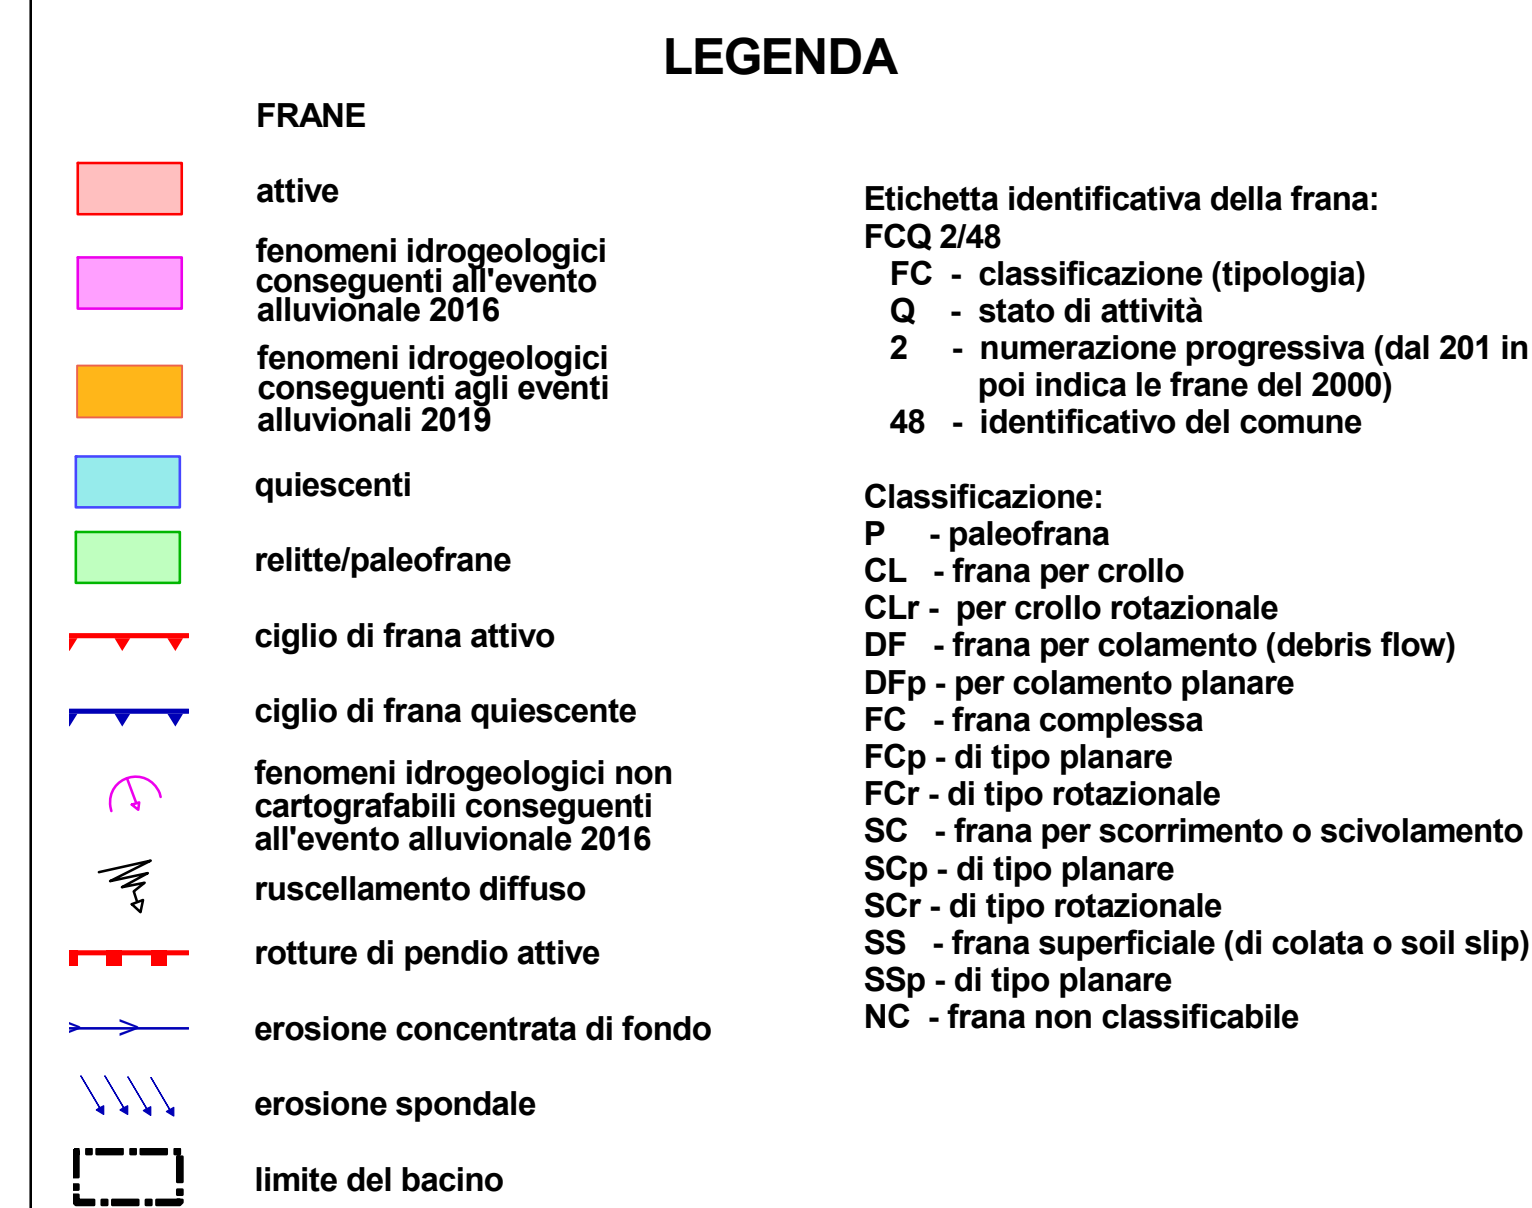 LEGENDA
FRANE
attive
fenomeni idrogeologici
conseguenti all'evento
alluvionale 2016
fenomeni idrogeologici
conseguenti agli eventi
alluvionali 2019
quiescenti
relitte/paleofrane
ciglio di frana attivo
ciglio di frana quiescente
fenomeni idrogeologici non
cartografabili conseguenti
all'evento alluvionale 2016
ruscellamento diffuso
rotture di pendio attive
erosione concentrata di fondo
erosione spondale
limite del bacino
Etichetta identificativa della frana:
FCQ 2/48
FC - classificazione (tipologia)
Q - stato di attività
2 - numerazione progressiva (dal 201 in
poi indica le frane del 2000)
48 - identificativo del comune
Classificazione:
P - paleofrana
CL - frana per crollo
CLr - per crollo rotazionale
DF - frana per colamento (debris flow)
DFp - per colamento planare
FC - frana complessa
FCp - di tipo planare
FCr - di tipo rotazionale
SC - frana per scorrimento o scivolamento
SCp - di tipo planare
SCr - di tipo rotazionale
SS - frana superficiale (di colata o soil slip)
SSp - di tipo planare
NC - frana non classificabile